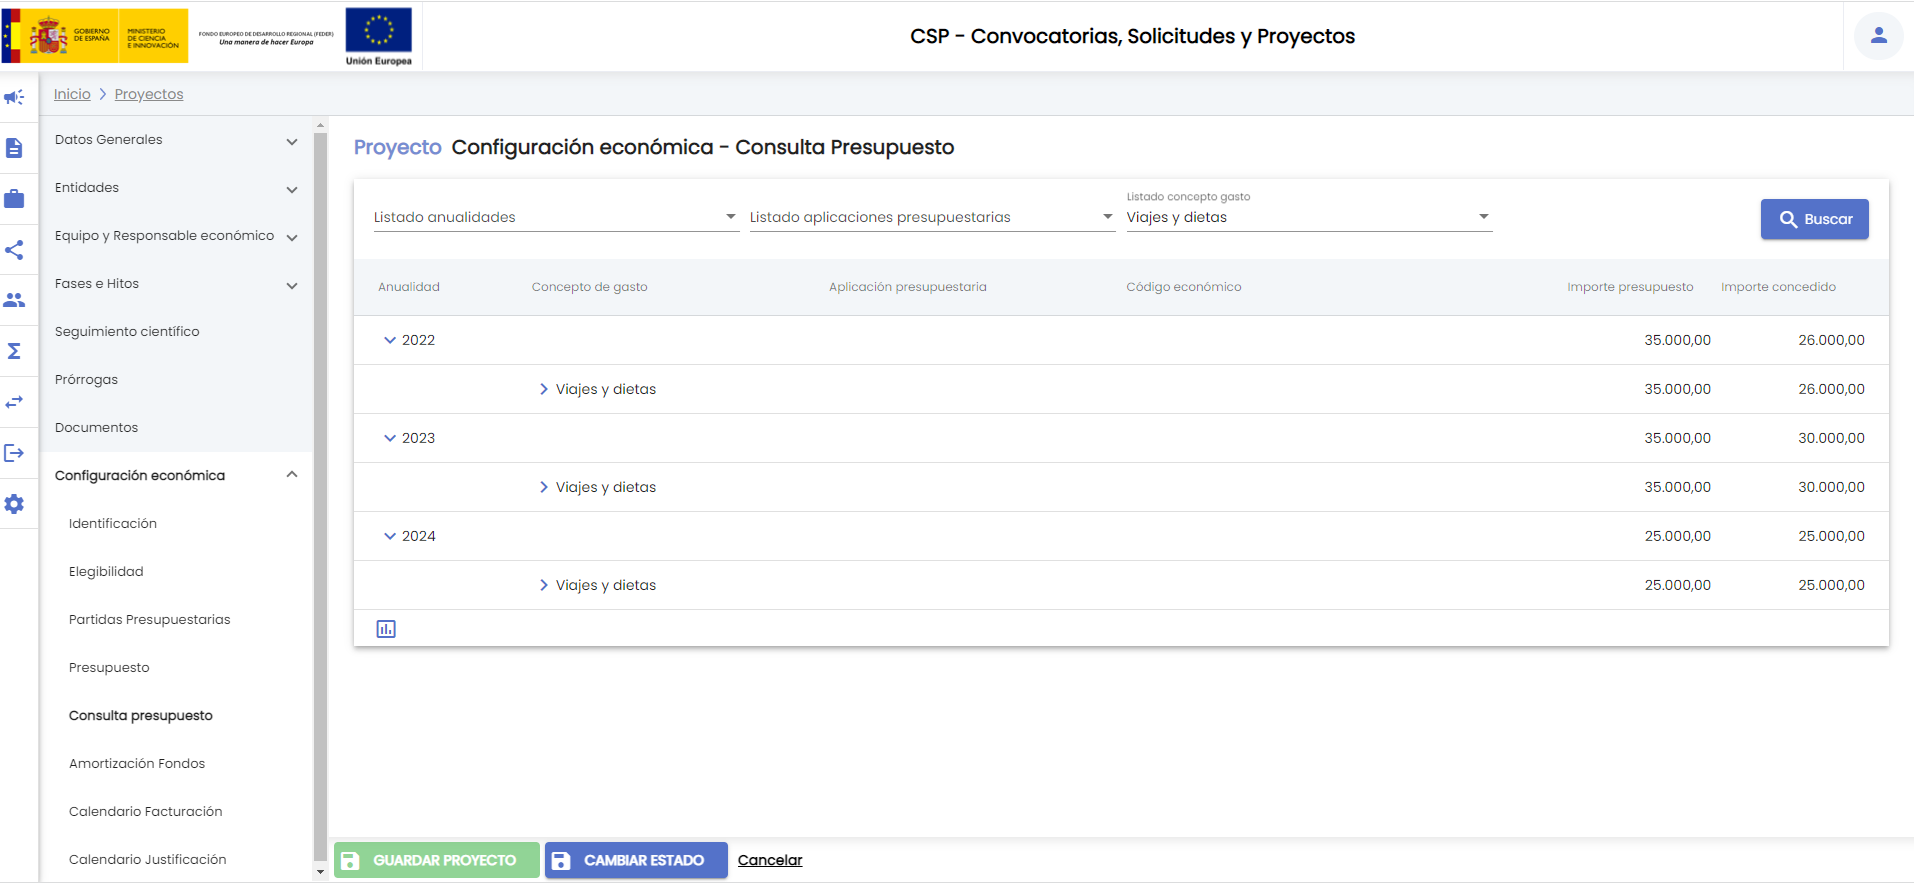 GOBIERNO
DE ESPAÑA
MINISTERIO
DE CIENCIA
E INNOVACIÓN
FONDO EUROPEO DE DESARROLLO REGIONAL (FEDER)
Una manera de hacer Europa
Unión Europea
CSP - Convocatorias, Solicitudes y Proyectos
Inicio Proyectos
Datos Generales
Entidades
Equipo y Responsable económico
Fases e Hitos
Seguimiento científico
Prórrogas
Documentos
Configuración económica
Identificación
Elegibilidad
Partidas Presupuestarias
Presupuesto
Consulta presupuesto
Amortización Fondos
Calendario Facturación
Calendario Justificación
Proyecto Configuración económica - Consulta Presupuesto
Listado concepto gasto
Listado anualidades Listado aplicaciones presupuestarias Viajes y dietas Buscar
Anualidad Concepto de gasto Aplicación presupuestaria Código económico Importe presupuesto Importe concedido
2022 35.000,00 26.000,00
Viajes y dietas 35.000,00 26.000,00
2023 35.000,00 30.000,00
Viajes y dietas 35.000,00 30.000,00
2024 25.000,00 25.000,00
Viajes y dietas 25.000,00 25.000,00
GUARDAR PROYECTO CAMBIAR ESTADO Cancelar